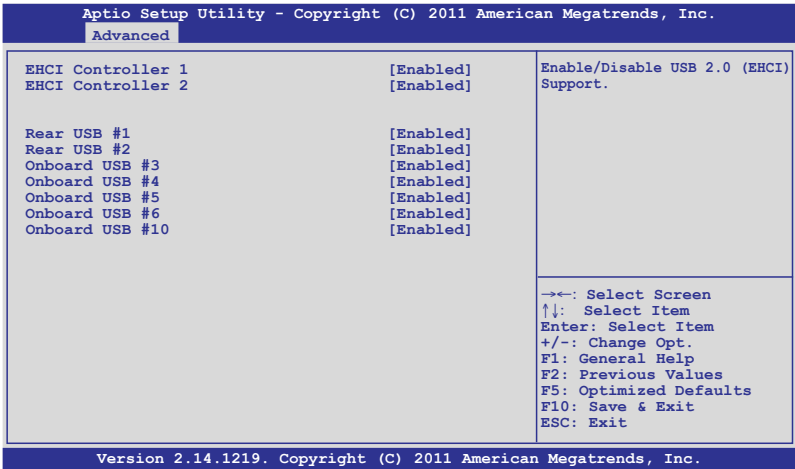 Aptio Setup Utility - Copyright (C) 2011 American Megatrends, Inc.
Advanced
EHCI Controller 1 [Enabled]
EHCI Controller 2 [Enabled]
Rear USB #1 [Enabled]
Rear USB #2 [Enabled]
Onboard USB #3 [Enabled]
Onboard USB #4 [Enabled]
Onboard USB #5 [Enabled]
Onboard USB #6 [Enabled]
Onboard USB #10 [Enabled]
Enable/Disable USB 2.0 (EHCI)
Support.
→←: Select Screen
↑↓: Select Item
Enter: Select Item
+/-: Change Opt.
F1: General Help
F2: Previous Values
F5: Optimized Defaults
F10: Save & Exit
ESC: Exit
Version 2.14.1219. Copyright (C) 2011 American Megatrends, Inc.